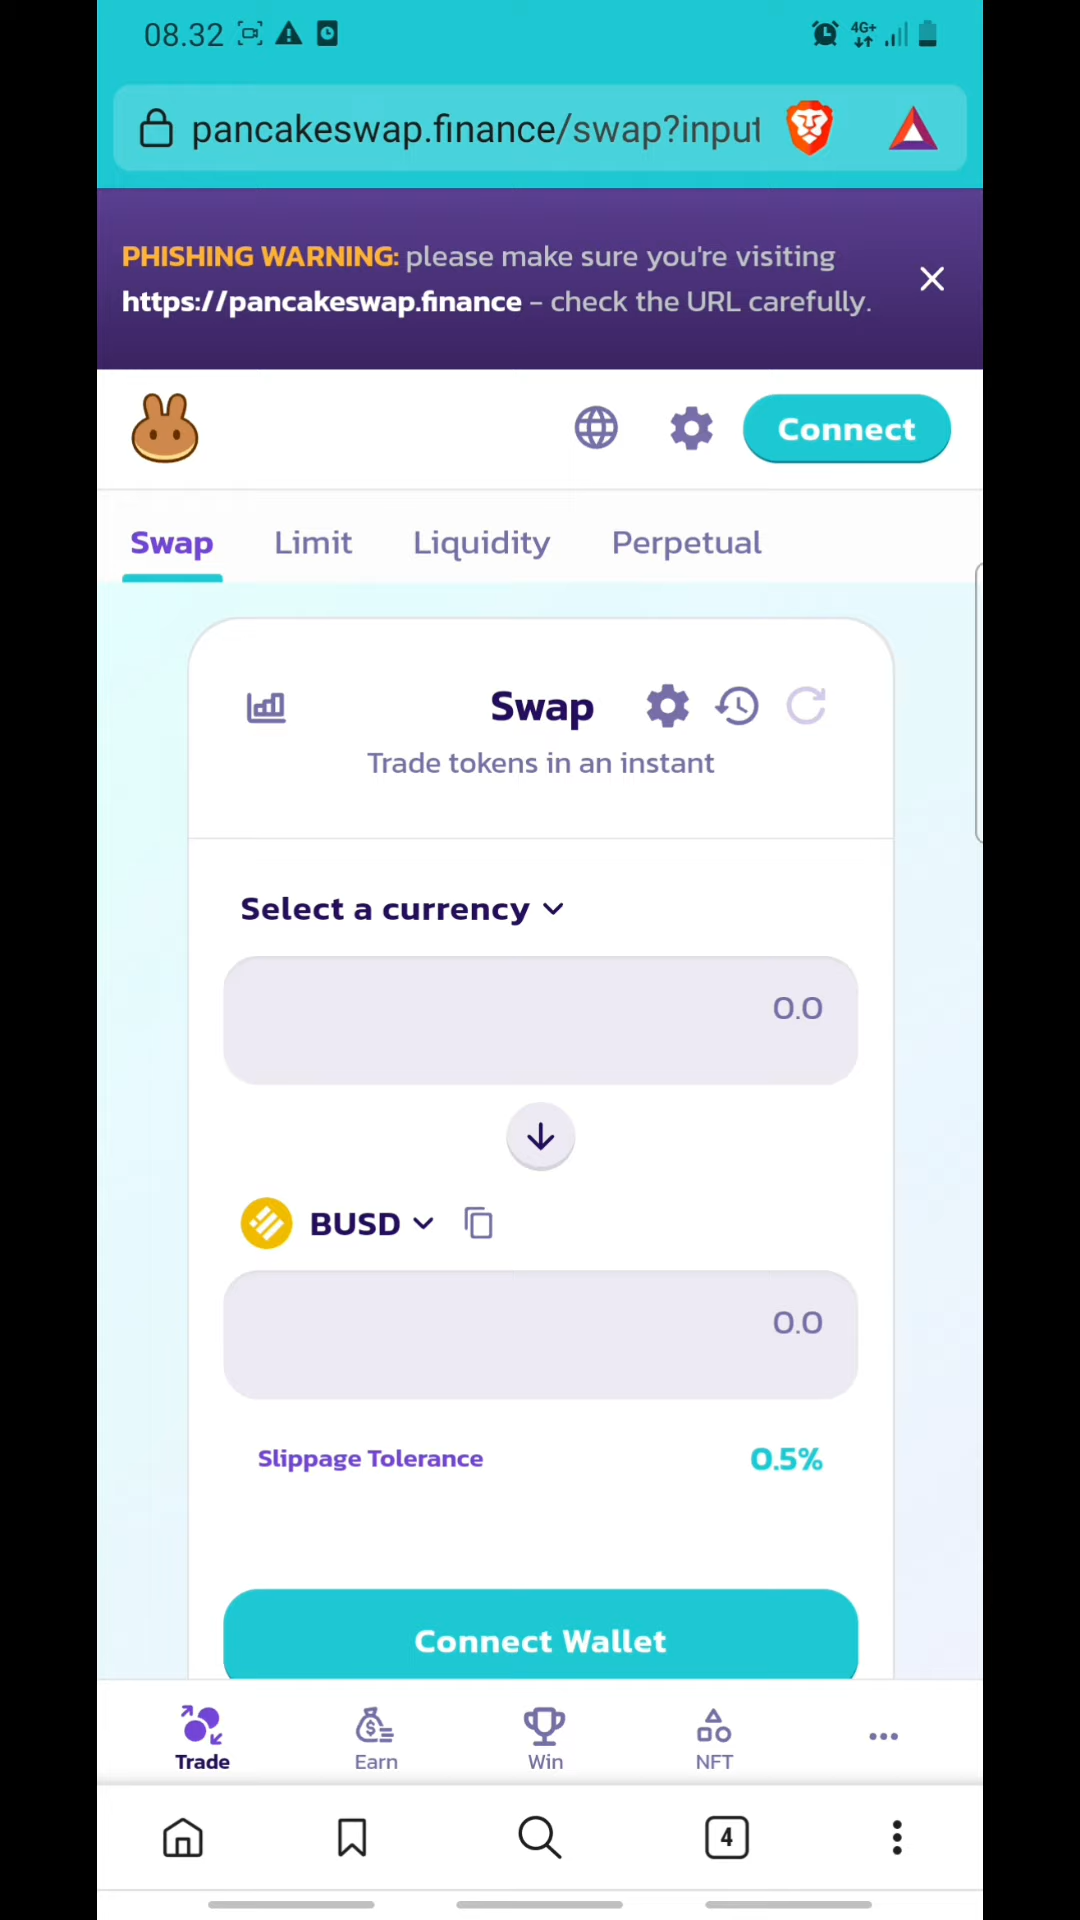 08.32
4G+
pancakeswap.finance/swap?input
PHISHING WARNING: please make sure you're visiting
https://pancakeswap.finance - check the URL carefully.
Connect
Swap Limit Liquidity Perpetual
Swap
Trade tokens in an instant
Select a currency
0.0
BUSD
0.0
Slippage Tolerance 0.5%
Connect Wallet
Trade Earn Win NFT
4